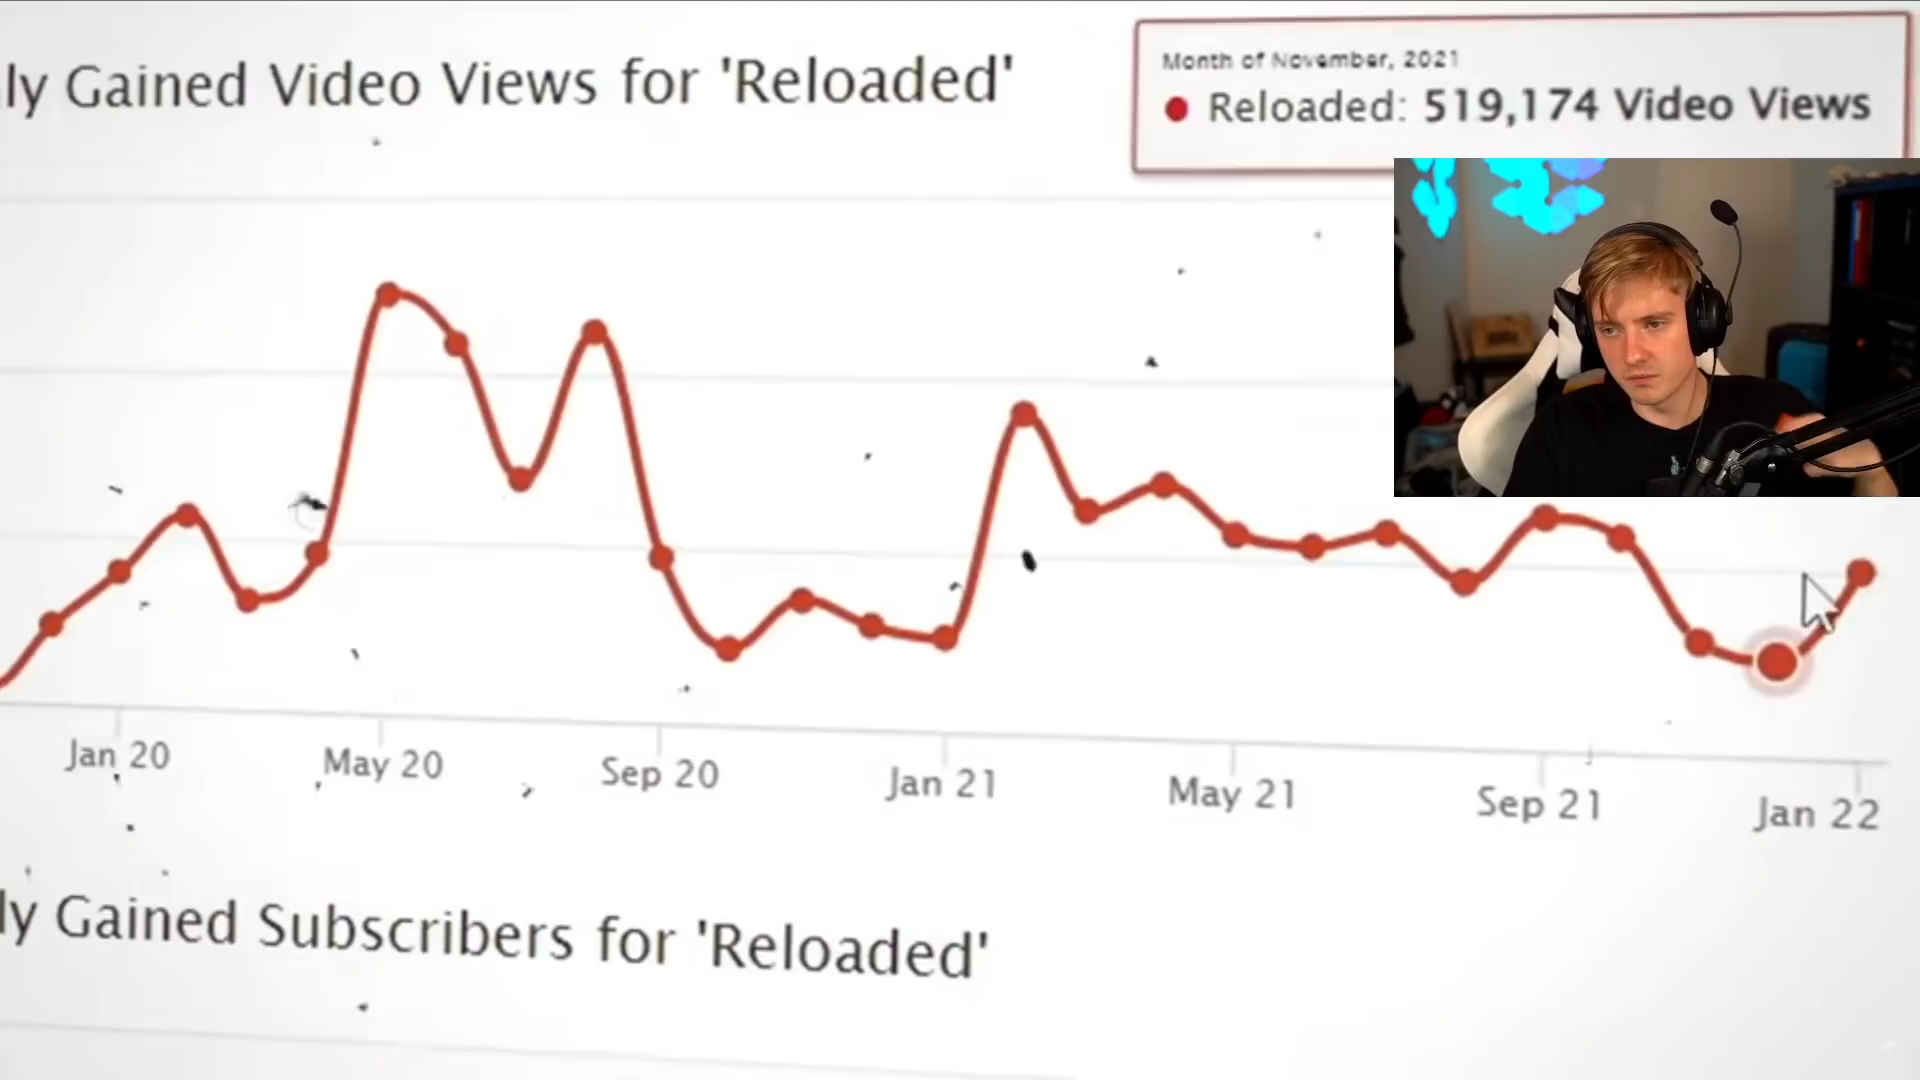 ly Gained Video Views for 'Reloaded'
Month of November, 2021
Reloaded: 519,174 Video Views
Jan 20
May 20
Sep 20
Jan 21
May 21
Sep 21
Jan 22
ly Gained Subscribers for 'Reloaded'